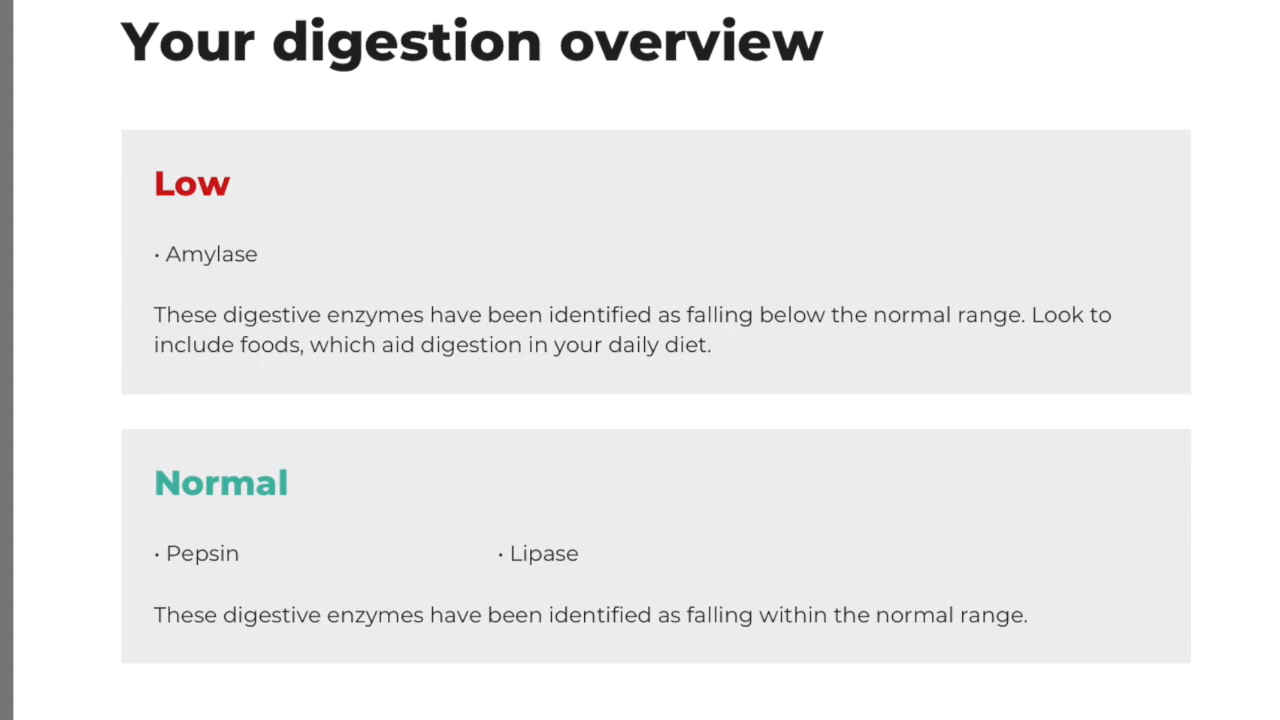 Your digestion overview
Low
• Amylase
These digestive enzymes have been identified as falling below the normal range. Look to
include foods, which aid digestion in your daily diet.
Normal
• Pepsin • Lipase
These digestive enzymes have been identified as falling within the normal range.